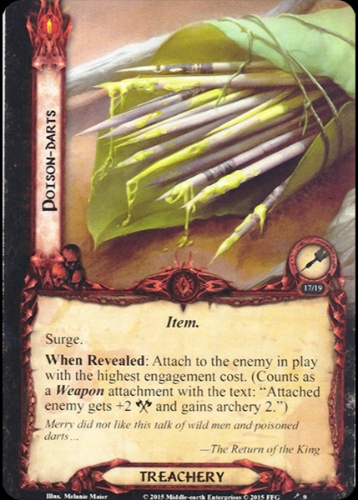 POISON-DARTS
17/19
Item.
Surge.
When Revealed: Attach to the enemy in play
with the highest engagement cost. (Counts as
a Weapon attachment with the text: “Attached
enemy gets +2 and gains archery 2.”)
Merry did not like this talk of wild men and poisoned
darts…
—The Return of the King
TREACHERY
Illus. Melanie Maier © 2015 Middle-earth Enterprises © 2015 FFG